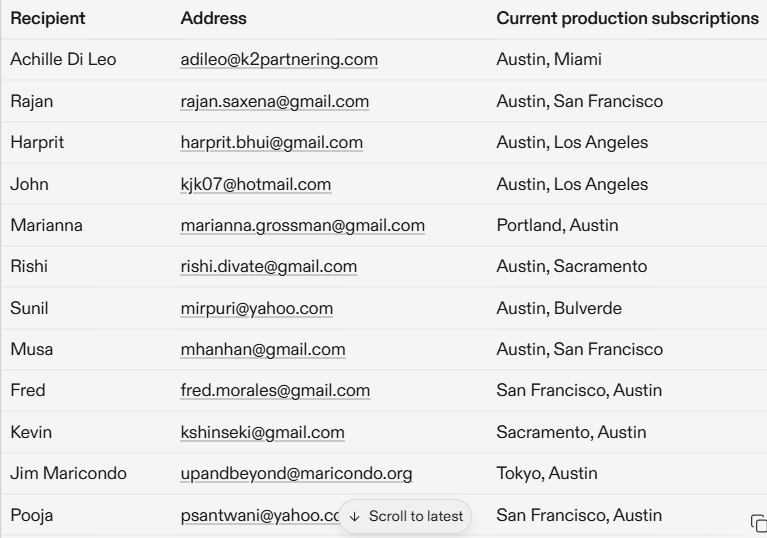 Recipient Address Current production subscriptions
Achille Di Leo adileo@k2partnering.com Austin, Miami
Rajan rajan.saxena@gmail.com Austin, San Francisco
Harprit harprit.bhui@gmail.com Austin, Los Angeles
John kjk07@hotmail.com Austin, Los Angeles
Marianna marianna.grossman@gmail.com Portland, Austin
Rishi rishi.divate@gmail.com Austin, Sacramento
Sunil mirpuri@yahoo.com Austin, Bulverde
Musa mhanhan@gmail.com Austin, San Francisco
Fred fred.morales@gmail.com San Francisco, Austin
Kevin kshinseki@gmail.com Sacramento, Austin
Jim Maricondo upandbeyond@maricondo.org Tokyo, Austin
Pooja psantwani@yahoo.co San Francisco, Austin
Scroll to latest